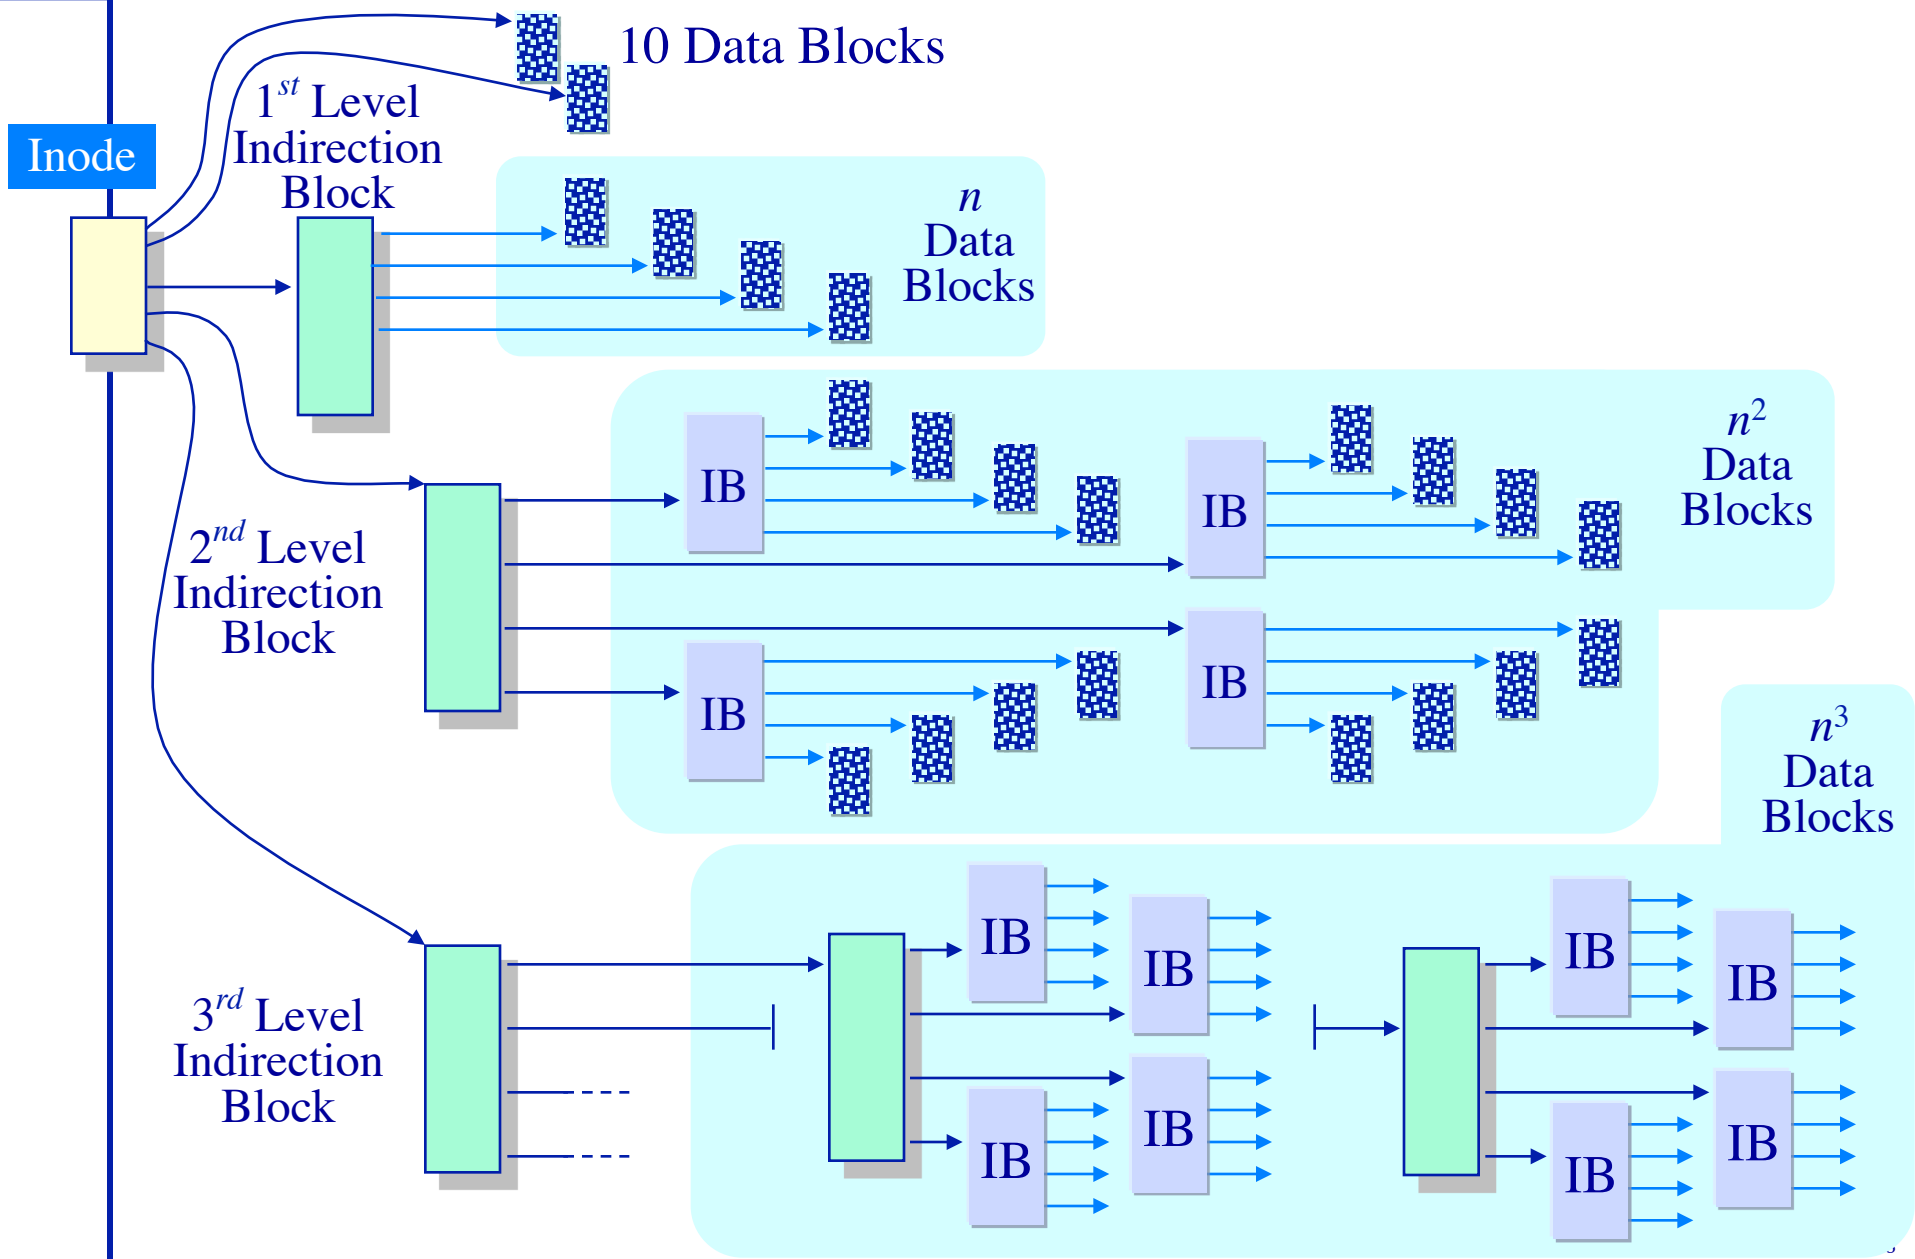 10 Data Blocks
1st Level
Indirection
Block
Inode
n
Data
Blocks
n²
Data
Blocks
IB
IB
2nd Level
Indirection
Block
IB
IB
n³
Data
Blocks
3rd Level
Indirection
Block
IB
IB
IB
IB
IB
IB
IB
IB